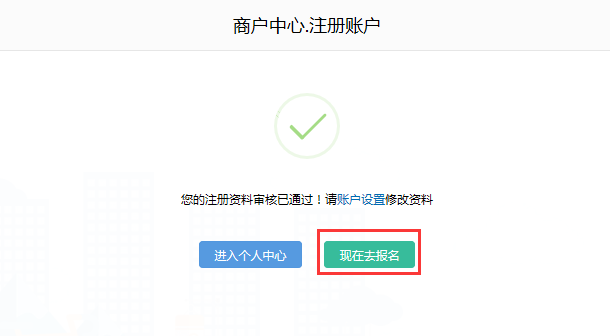 商户中心.注册账户
您的注册资料审核已通过！请账户设置修改资料
进入个人中心
现在去报名